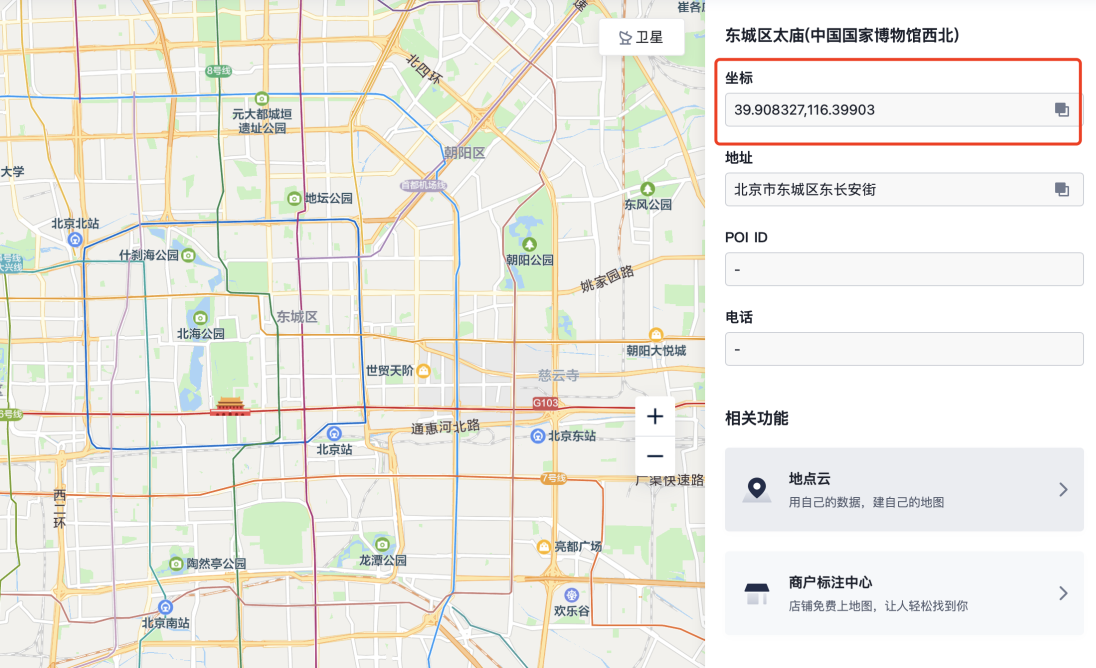 崔各
卫星
北四环
8号线
元大都城垣
遗址公园
朝阳区
大学
首都机场线
地坛公园
东风公园
北京北站
什刹海公园
大兴线
朝阳公园
姚家园路
东城区
北海公园
朝阳大悦城
世贸天阶
慈云寺
G103
6号线
通惠河北路
北京东站
北京站
7号线
广渠快速路
西二环
亮都广场
龙潭公园
陶然亭公园
欢乐谷
北京南站
东城区太庙(中国国家博物馆西北)
坐标
39.908327,116.39903
地址
北京市东城区东长安街
POI ID
-
电话
-
相关功能
地点云
用自己的数据，建自己的地图
商户标注中心
店铺免费上地图，让人轻松找到你